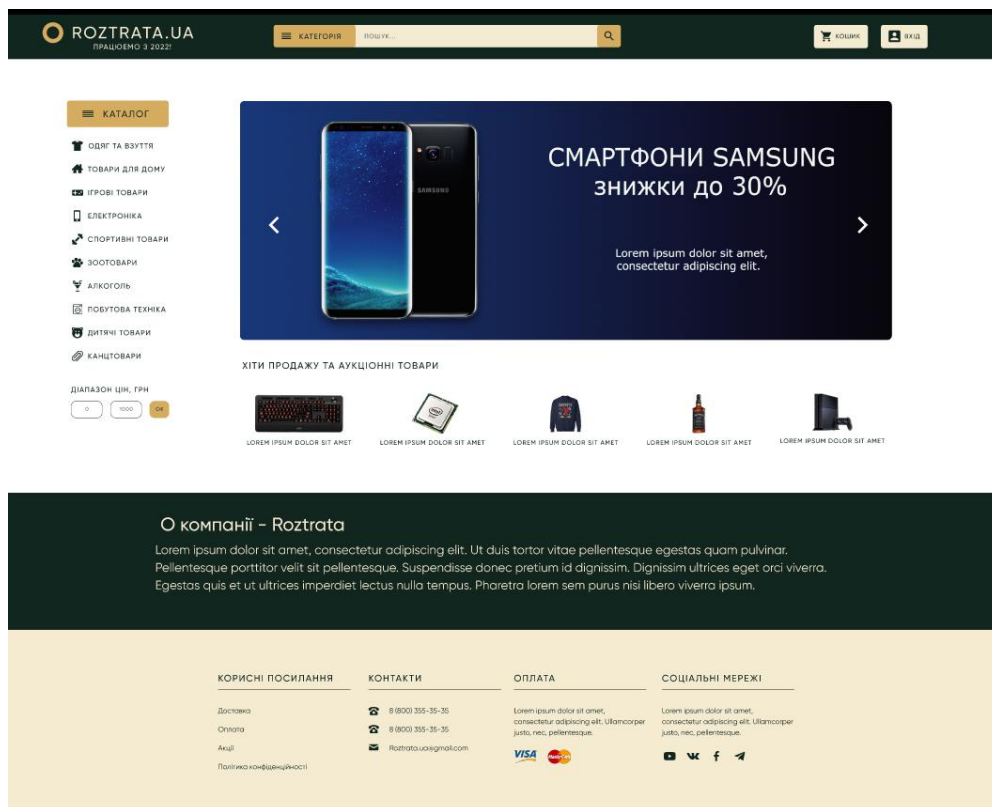 ROZTRATA.UA
ПРАЦЮЄМО З 2022!
КАТЕГОРІЯ
ПОШУК...
КОШИК
ВХІД
КАТАЛОГ
ОДЯГ ТА ВЗУТТЯ
ТОВАРИ ДЛЯ ДОМУ
ІГРОВІ ТОВАРИ
ЕЛЕКТРОНІКА
СПОРТИВНІ ТОВАРИ
ЗООТОВАРИ
АЛКОГОЛЬ
ПОБУТОВА ТЕХНІКА
ДИТЯЧІ ТОВАРИ
КАНЦТОВАРИ
ДІАПАЗОН ЦІН, ГРН
0
1000
OK
SAMSUNG
СМАРТФОНИ SAMSUNG
знижки до 30%
Lorem ipsum dolor sit amet,
consectetur adipiscing elit.
ХІТИ ПРОДАЖУ ТА АУКЦІОННІ ТОВАРИ
LOREM IPSUM DOLOR SIT AMET
LOREM IPSUM DOLOR SIT AMET
LOREM IPSUM DOLOR SIT AMET
LOREM IPSUM DOLOR SIT AMET
LOREM IPSUM DOLOR SIT AMET
О компанії - Roztrata
Lorem ipsum dolor sit amet, consectetur adipiscing elit. Ut duis tortor vitae pellentesque egestas quam pulvinar.
Pellentesque porttitor velit sit pellentesque. Suspendisse donec pretium id dignissim. Dignissim ultrices eget orci viverra.
Egestas quis et ut ultrices imperdiet lectus nulla tempus. Pharetra lorem sem purus nisi libero viverra ipsum.
КОРИСНІ ПОСИЛАННЯ
Доставка
Оплата
Акції
Політика конфіденційності
КОНТАКТИ
8 (800) 355-35-35
8 (800) 355-35-35
Roztrata.ua@gmail.com
ОПЛАТА
Lorem ipsum dolor sit amet,
consectetur adipiscing elit. Ullamcorper
justo, nec, pellentesque.
VISA
MasterCard
СОЦІАЛЬНІ МЕРЕЖІ
Lorem ipsum dolor sit amet,
consectetur adipiscing elit. Ullamcorper
justo, nec, pellentesque.